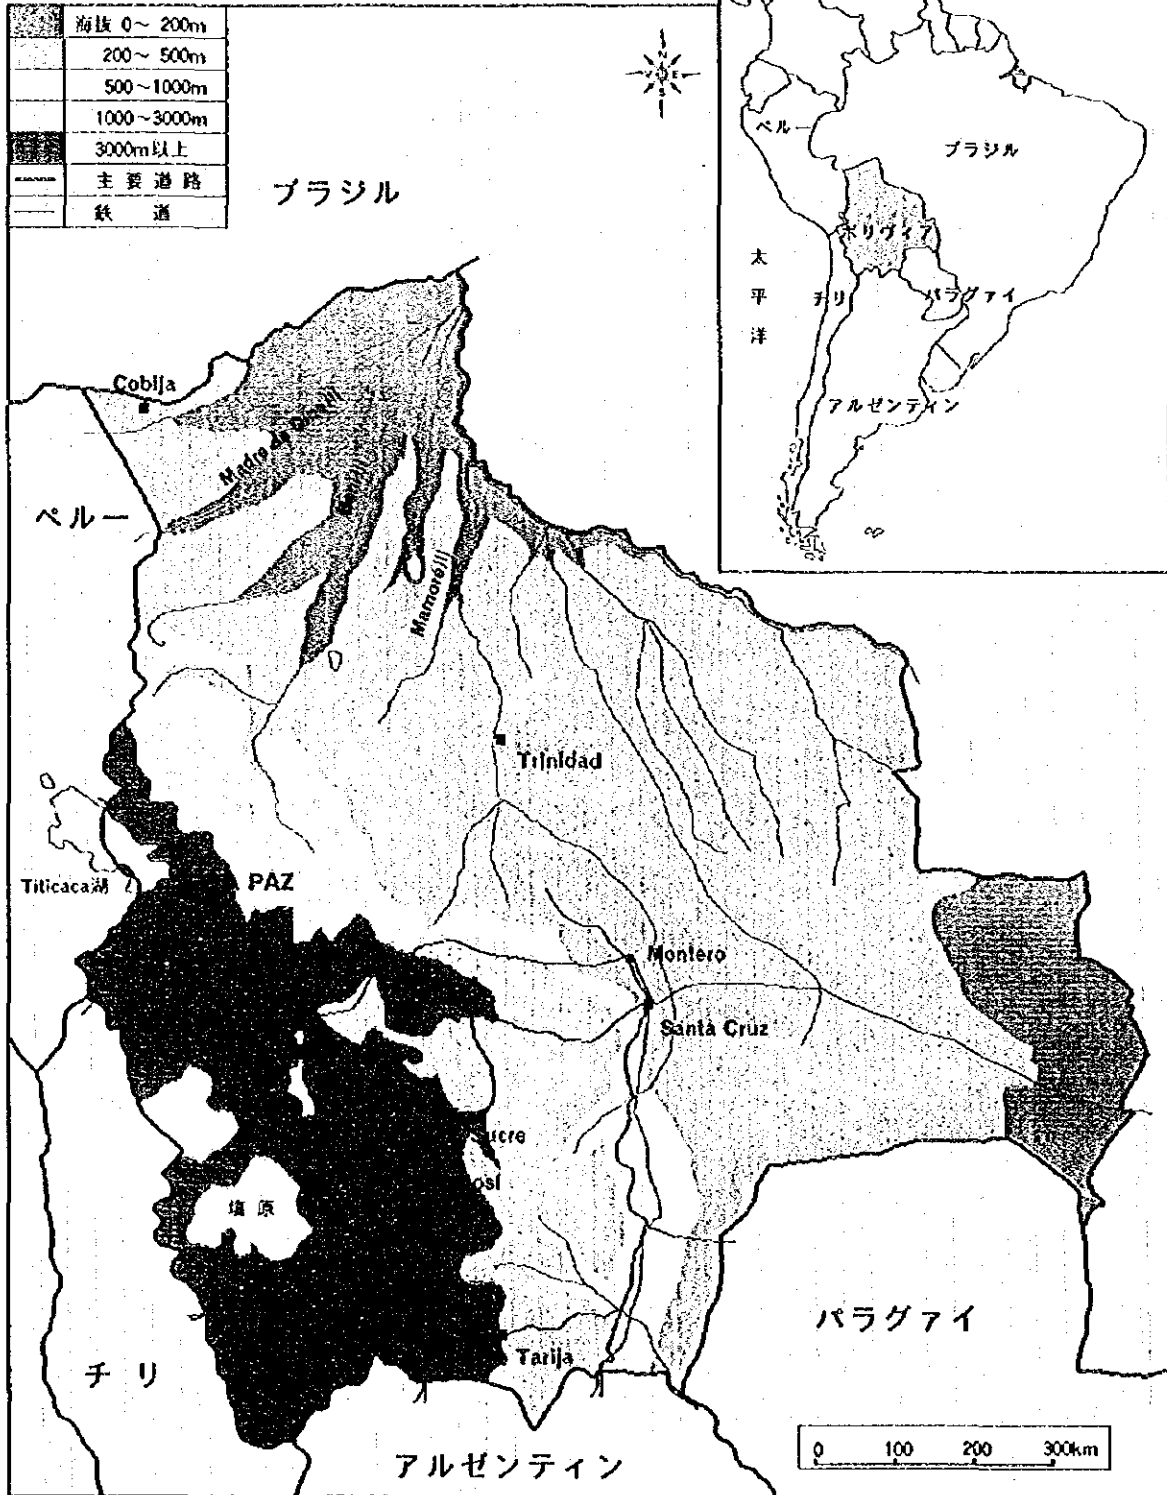 海抜 0～ 200m
200～ 500m
500～1000m
1000～3000m
3000m以上
主 要 道 路
鉄 道
N
E
S
ブラジル
ペルー
ブラジル
ボリヴィア
太平洋
チリ
パラグァイ
アルゼンティン
Cobija
ペルー
Mamore川
Trinidad
Titicaca湖
PAZ
Montero
Santa Cruz
Sucre
osi
塩 原
Tarija
チ リ
パラグァイ
アルゼンティン
0 100 200 300km